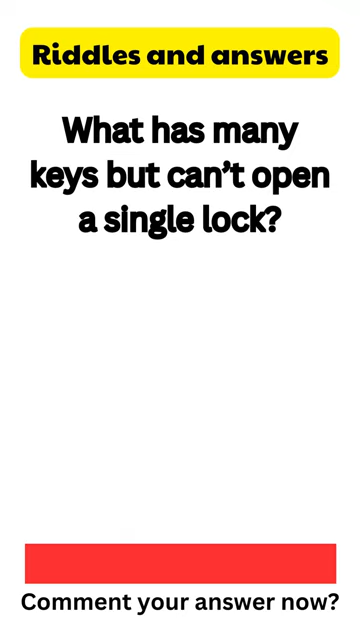 Riddles and answers
What has many
keys but can’t open
a single lock?
Comment your answer now?